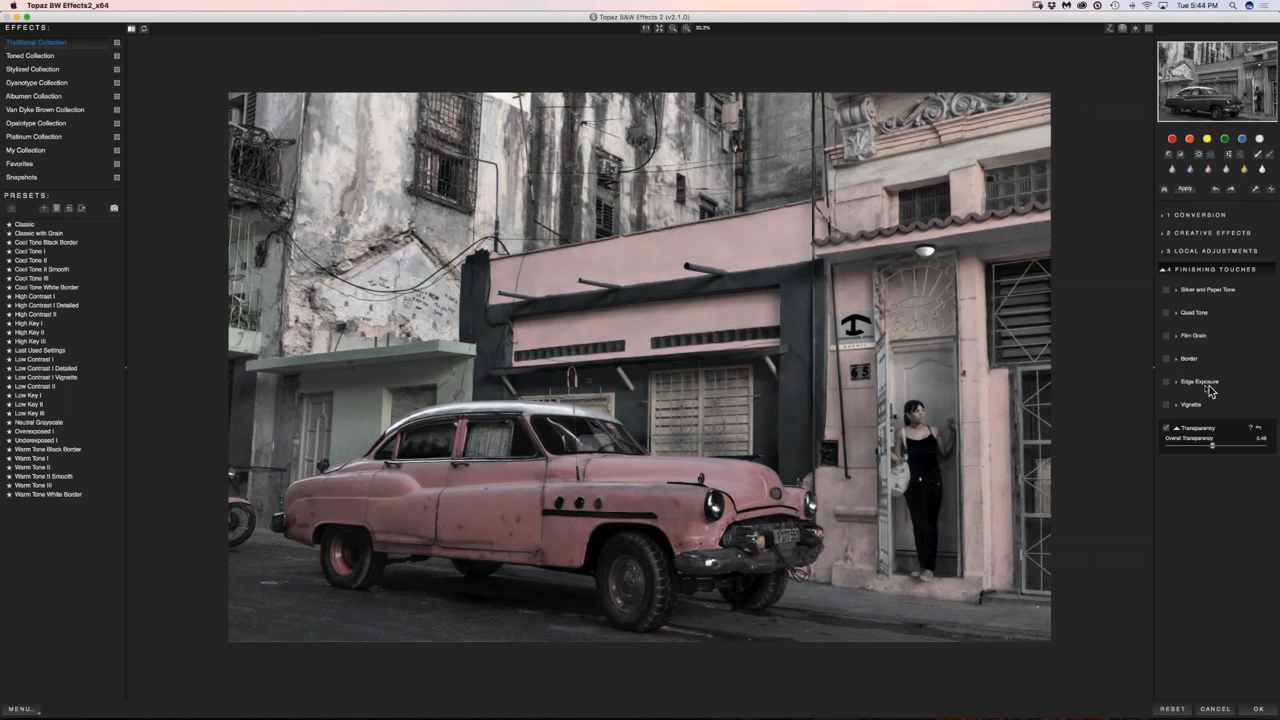 Topaz BW Effects2_x64
Tue 5:44 PM
Topaz B&W Effects 2 (v2.1.0)
EFFECTS:
1:1
33.3%
Traditional Collection
Toned Collection
Stylized Collection
Cyanotype Collection
Albumen Collection
Van Dyke Brown Collection
Opalotype Collection
Platinum Collection
My Collection
Favorites
Snapshots
PRESETS:
Classic
Classic with Grain
Cool Tone Black Border
Cool Tone I
Cool Tone II
Cool Tone II Smooth
Cool Tone III
Cool Tone White Border
High Contrast I
High Contrast I Detailed
High Contrast II
High Key I
High Key II
High Key III
Last Used Settings
Low Contrast I
Low Contrast I Detailed
Low Contrast I Vignette
Low Contrast II
Low Key I
Low Key II
Low Key III
Neutral Grayscale
Overexposed I
Underexposed I
Warm Tone Black Border
Warm Tone I
Warm Tone II
Warm Tone II Smooth
Warm Tone III
Warm Tone White Border
65
Apply
1 CONVERSION
2 CREATIVE EFFECTS
3 LOCAL ADJUSTMENTS
4 FINISHING TOUCHES
Silver and Paper Tone
Quad Tone
Film Grain
Border
Edge Exposure
Vignette
Transparency
?
Overall Transparency
0.46
MENU...
RESET
CANCEL
OK